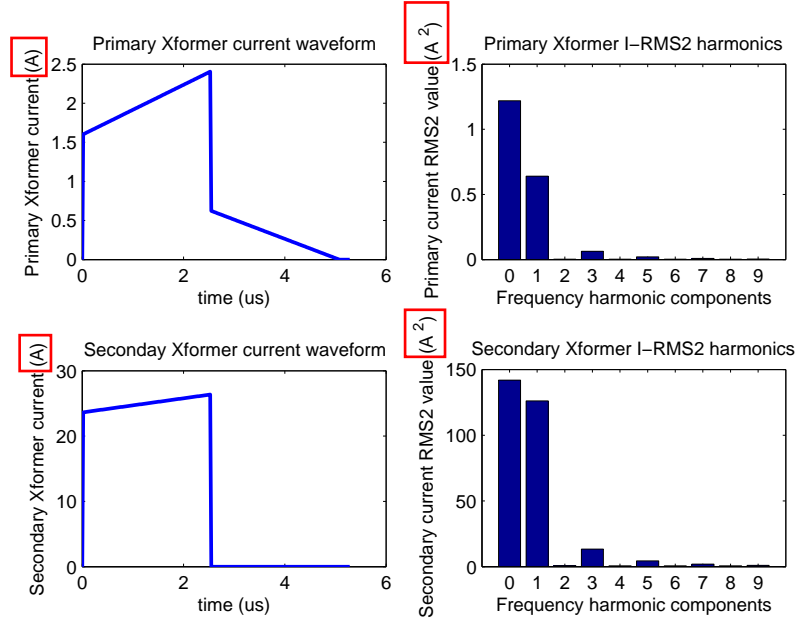 Primary Xformer current waveform
Primary Xformer current (A)
2.5
2
1.5
1
0.5
0
0 2 4 6
time (us)
Primary Xformer I−RMS2 harmonics
Primary current RMS2 value (A 2)
1.5
1
0.5
0
0 1 2 3 4 5 6 7 8 9
Frequency harmonic components
Seconday Xformer current waveform
Secondary Xformer current (A)
30
20
10
0
0 2 4 6
time (us)
Secondary Xformer I−RMS2 harmonics
Secondary current RMS2 value (A 2)
150
100
50
0
0 1 2 3 4 5 6 7 8 9
Frequency harmonic components